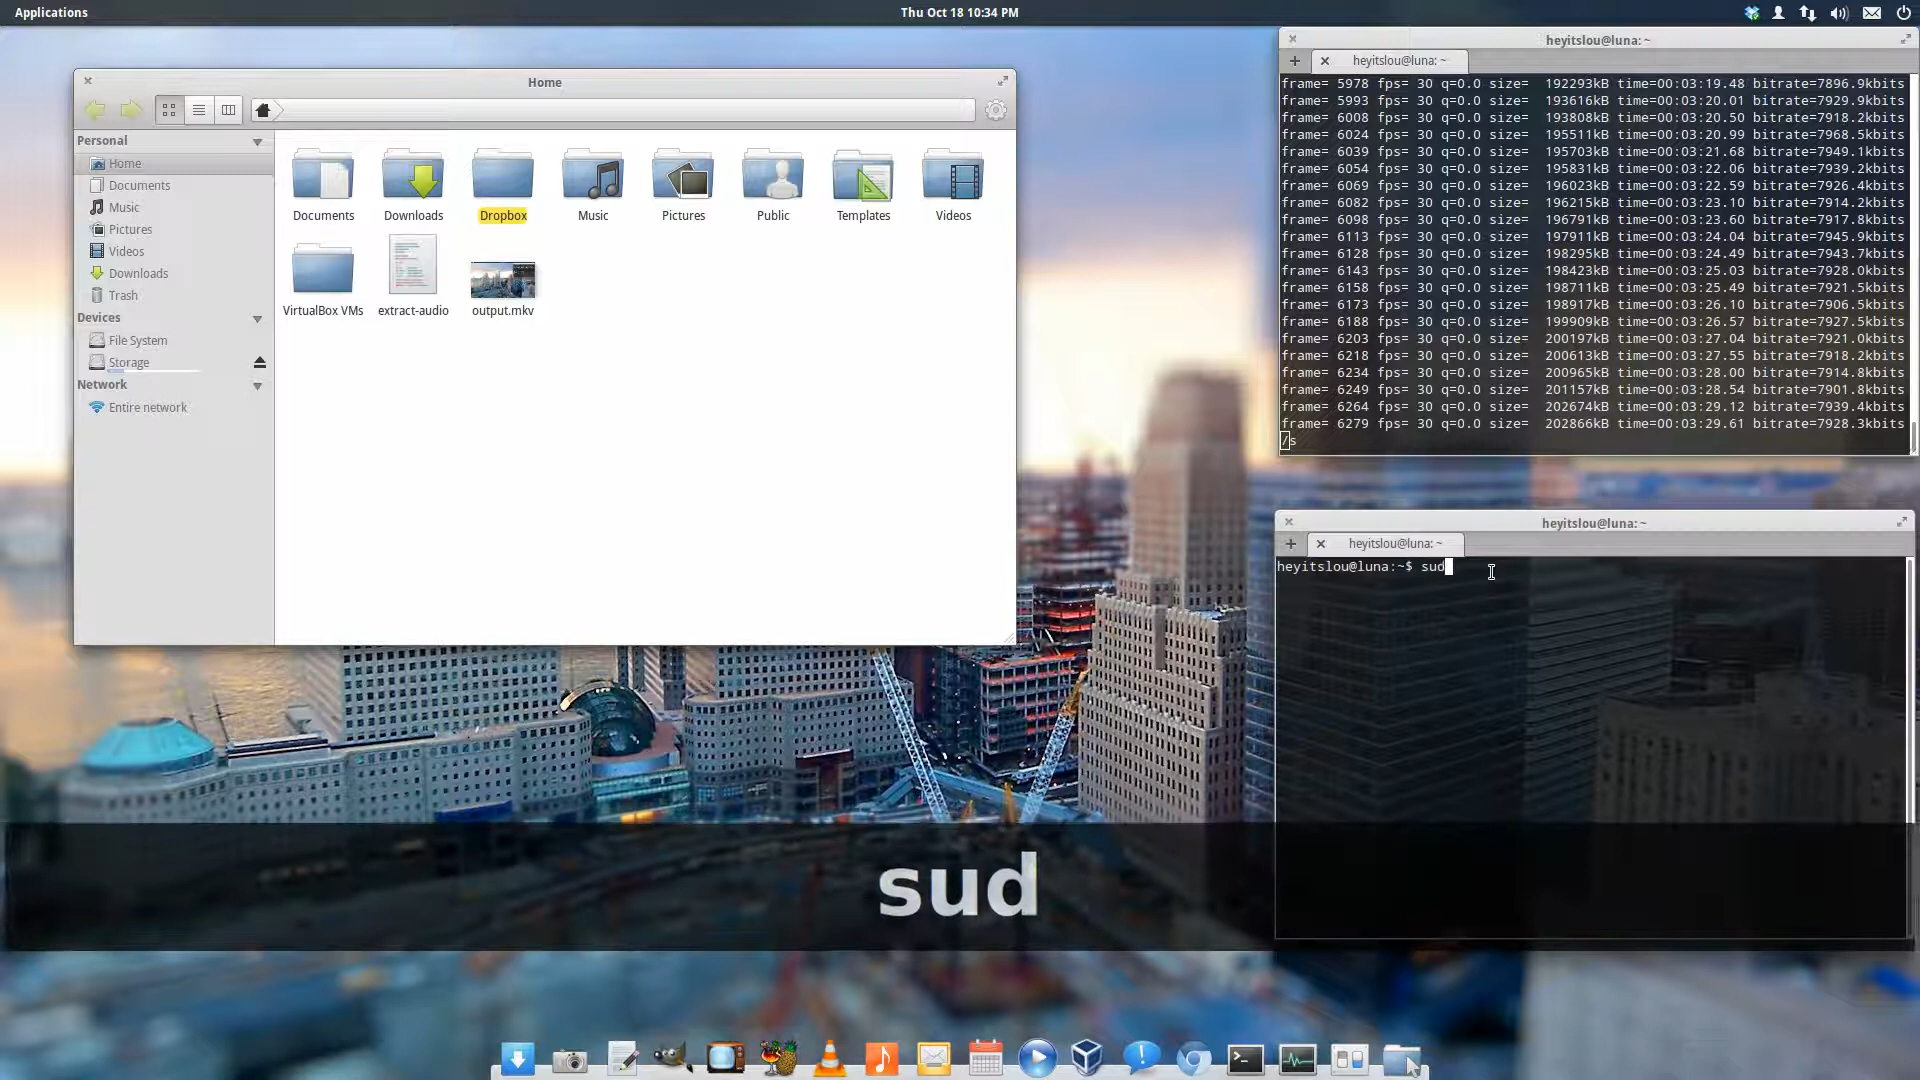 Applications
Thu Oct 18 10:34 PM
Home
Personal
Home
Documents
Music
Pictures
Videos
Downloads
Trash
Devices
File System
Storage
Network
Entire network
Documents
Downloads
Dropbox
Music
Pictures
Public
Templates
Videos
VirtualBox VMs
extract-audio
output.mkv
heyitslou@luna: ~
heyitslou@luna: ~
frame= 5978 fps= 30 q=0.0 size=  192293kB time=00:03:19.48 bitrate=7896.9kbits
frame= 5993 fps= 30 q=0.0 size=  193616kB time=00:03:20.01 bitrate=7929.9kbits
frame= 6008 fps= 30 q=0.0 size=  193808kB time=00:03:20.50 bitrate=7918.2kbits
frame= 6024 fps= 30 q=0.0 size=  195511kB time=00:03:20.99 bitrate=7968.5kbits
frame= 6039 fps= 30 q=0.0 size=  195703kB time=00:03:21.68 bitrate=7949.1kbits
frame= 6054 fps= 30 q=0.0 size=  195831kB time=00:03:22.06 bitrate=7939.2kbits
frame= 6069 fps= 30 q=0.0 size=  196023kB time=00:03:22.59 bitrate=7926.4kbits
frame= 6082 fps= 30 q=0.0 size=  196215kB time=00:03:23.10 bitrate=7914.2kbits
frame= 6098 fps= 30 q=0.0 size=  196791kB time=00:03:23.60 bitrate=7917.8kbits
frame= 6113 fps= 30 q=0.0 size=  197911kB time=00:03:24.04 bitrate=7945.9kbits
frame= 6128 fps= 30 q=0.0 size=  198295kB time=00:03:24.49 bitrate=7943.7kbits
frame= 6143 fps= 30 q=0.0 size=  198423kB time=00:03:25.03 bitrate=7928.0kbits
frame= 6158 fps= 30 q=0.0 size=  198711kB time=00:03:25.49 bitrate=7921.5kbits
frame= 6173 fps= 30 q=0.0 size=  198917kB time=00:03:26.10 bitrate=7906.5kbits
frame= 6188 fps= 30 q=0.0 size=  199909kB time=00:03:26.57 bitrate=7927.5kbits
frame= 6203 fps= 30 q=0.0 size=  200197kB time=00:03:27.04 bitrate=7921.0kbits
frame= 6218 fps= 30 q=0.0 size=  200613kB time=00:03:27.55 bitrate=7918.2kbits
frame= 6234 fps= 30 q=0.0 size=  200965kB time=00:03:28.00 bitrate=7914.8kbits
frame= 6249 fps= 30 q=0.0 size=  201157kB time=00:03:28.54 bitrate=7901.8kbits
frame= 6264 fps= 30 q=0.0 size=  202674kB time=00:03:29.12 bitrate=7939.4kbits
frame= 6279 fps= 30 q=0.0 size=  202866kB time=00:03:29.61 bitrate=7928.3kbits
/s
heyitslou@luna: ~
heyitslou@luna: ~
heyitslou@luna:~$ sud
sud